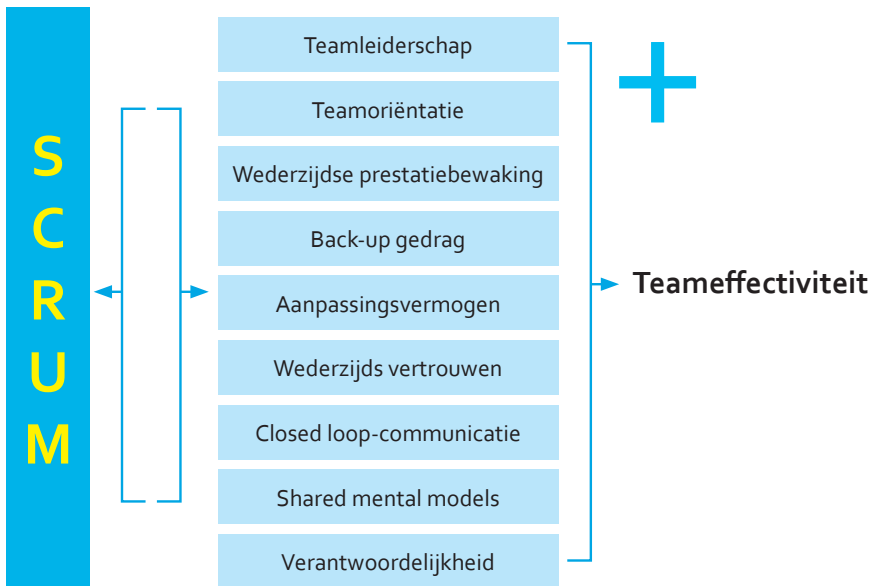 SCRUM
Teamleiderschap
Teamoriëntatie
Wederzijdse prestatiebewaking
Back-up gedrag
Aanpassingsvermogen
Wederzijds vertrouwen
Closed loop-communicatie
Shared mental models
Verantwoordelijkheid
+
Teameffectiviteit